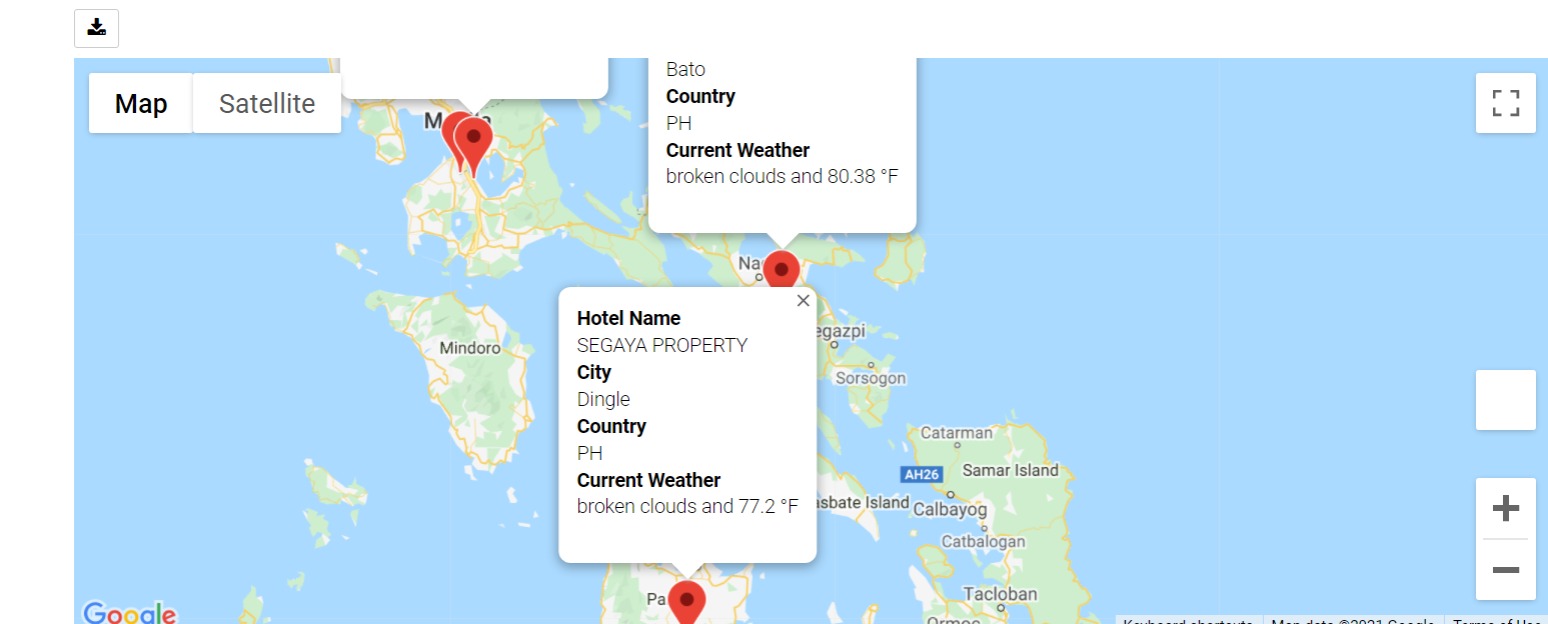 Map
Satellite
Bato
Country
PH
Current Weather
broken clouds and 80.38 °F
Hotel Name
SEGAYA PROPERTY
City
Dingle
Country
PH
Current Weather
broken clouds and 77.2 °F
Mindoro
egazpi
Sorsogon
Catarman
AH26
Samar Island
asbate Island
Calbayog
Catbalogan
Tacloban
Ormoc
Google
Keyboard shortcuts
Map data ©2021 Google
Terms of Use